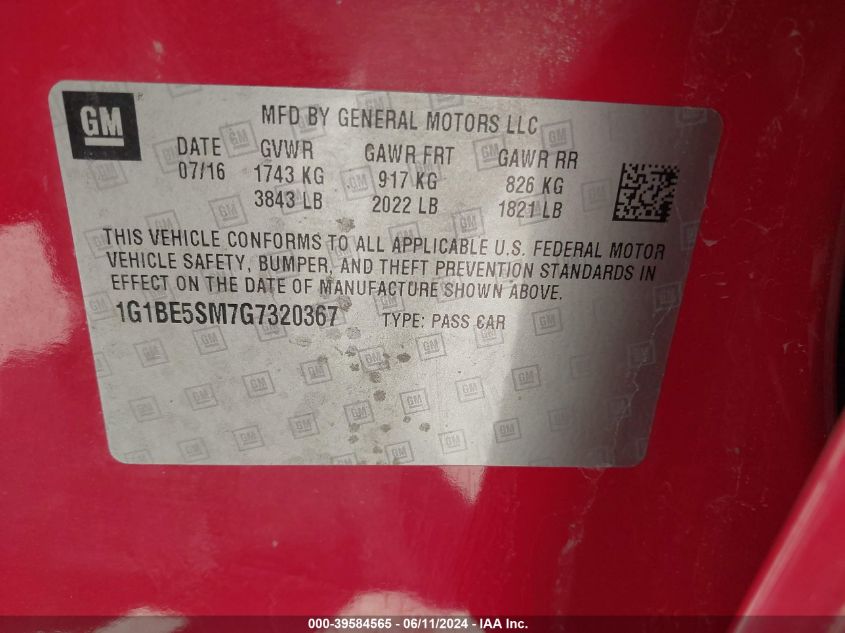 GM
MFD BY GENERAL MOTORS LLC
DATE GVWR GAWR FRT GAWR RR
07/16 1743 KG 917 KG 826 KG
3843 LB 2022 LB 1821 LB
THIS VEHICLE CONFORMS TO ALL APPLICABLE U.S. FEDERAL MOTOR
VEHICLE SAFETY, BUMPER, AND THEFT PREVENTION STANDARDS IN
EFFECT ON THE DATE OF MANUFACTURE SHOWN ABOVE.
1G1BE5SM7G7320367 TYPE: PASS CAR
000-39584565 - 06/11/2024 - IAA Inc.